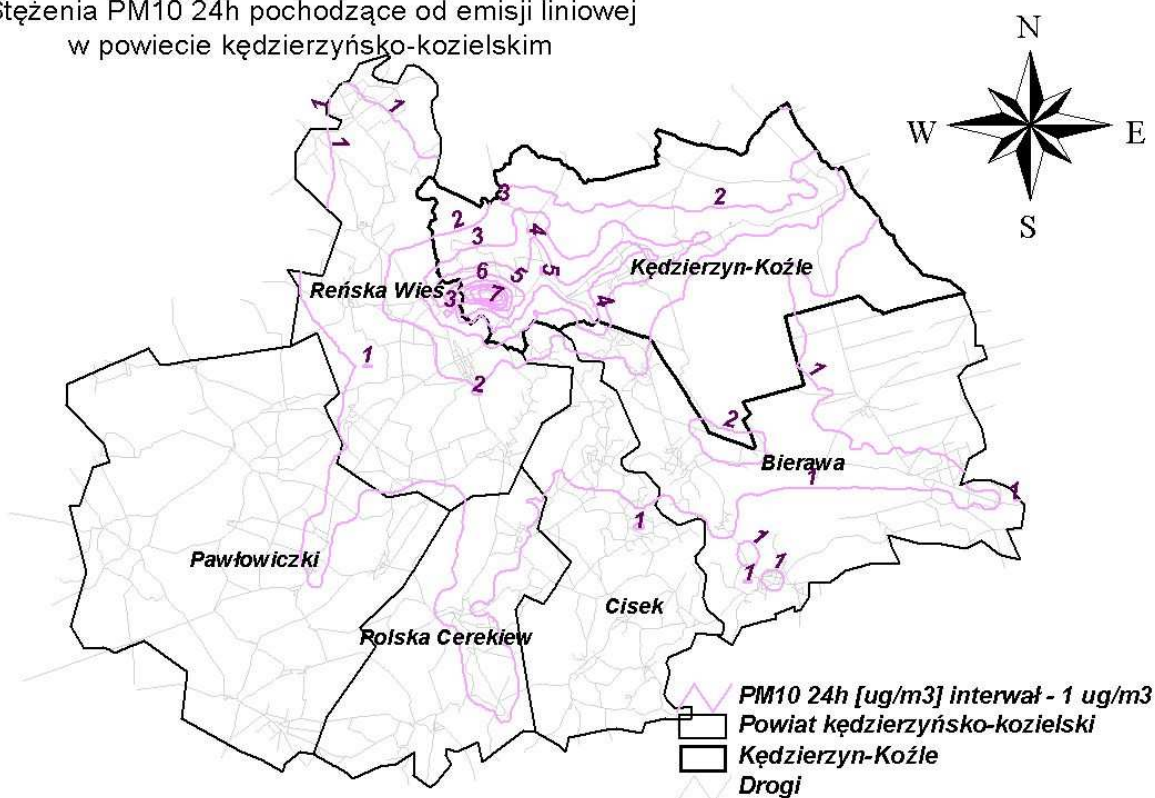 Stężenia PM10 24h pochodzące od emisji liniowej
w powiecie kędzierzyńsko-kozielskim
N
W E
S
1
1
1
3
2
2
3
4
6
5
5
Kędzierzyn-Koźle
Reńska Wieś
3
7
4
1
2
1
2
Bierawa
1
1
1
1
Pawłowiczki
1
1
Cisek
Polska Cerekiew
PM10 24h [ug/m3] interwał - 1 ug/m3
Powiat kędzierzyńsko-kozielski
Kędzierzyn-Koźle
Drogi